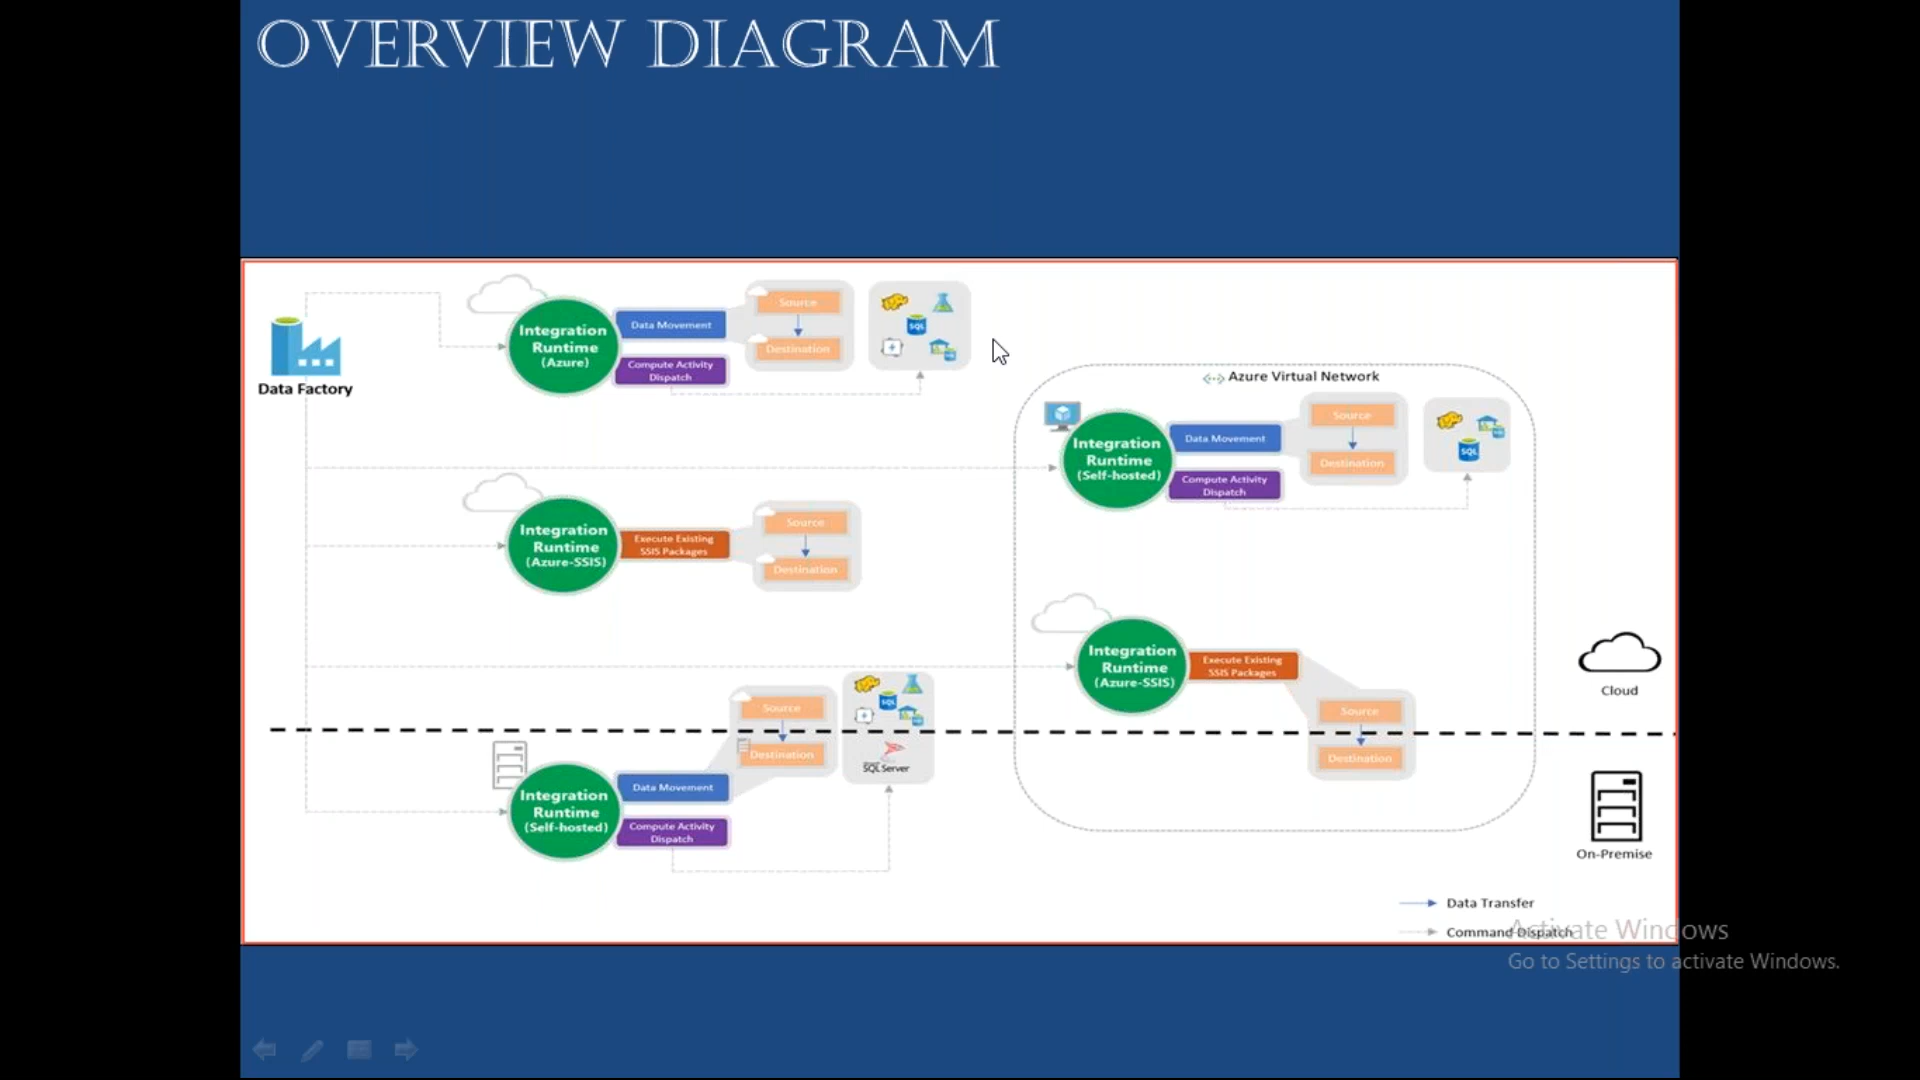 OVERVIEW DIAGRAM
Data Factory
Integration
Runtime
(Azure)
Data Movement
Compute Activity
Dispatch
Source
Destination
SQL
Azure Virtual Network
Integration
Runtime
(Self-hosted)
Data Movement
Compute Activity
Dispatch
Source
Destination
SQL
Integration
Runtime
(Azure-SSIS)
Execute Existing
SSIS Packages
Source
Destination
Integration
Runtime
(Azure-SSIS)
Execute Existing
SSIS Packages
Source
Destination
Integration
Runtime
(Self-hosted)
Data Movement
Compute Activity
Dispatch
Source
Destination
SQL
SQL Server
Cloud
On-Premise
Data Transfer
Command Dispatch
Activate Windows
Go to Settings to activate Windows.